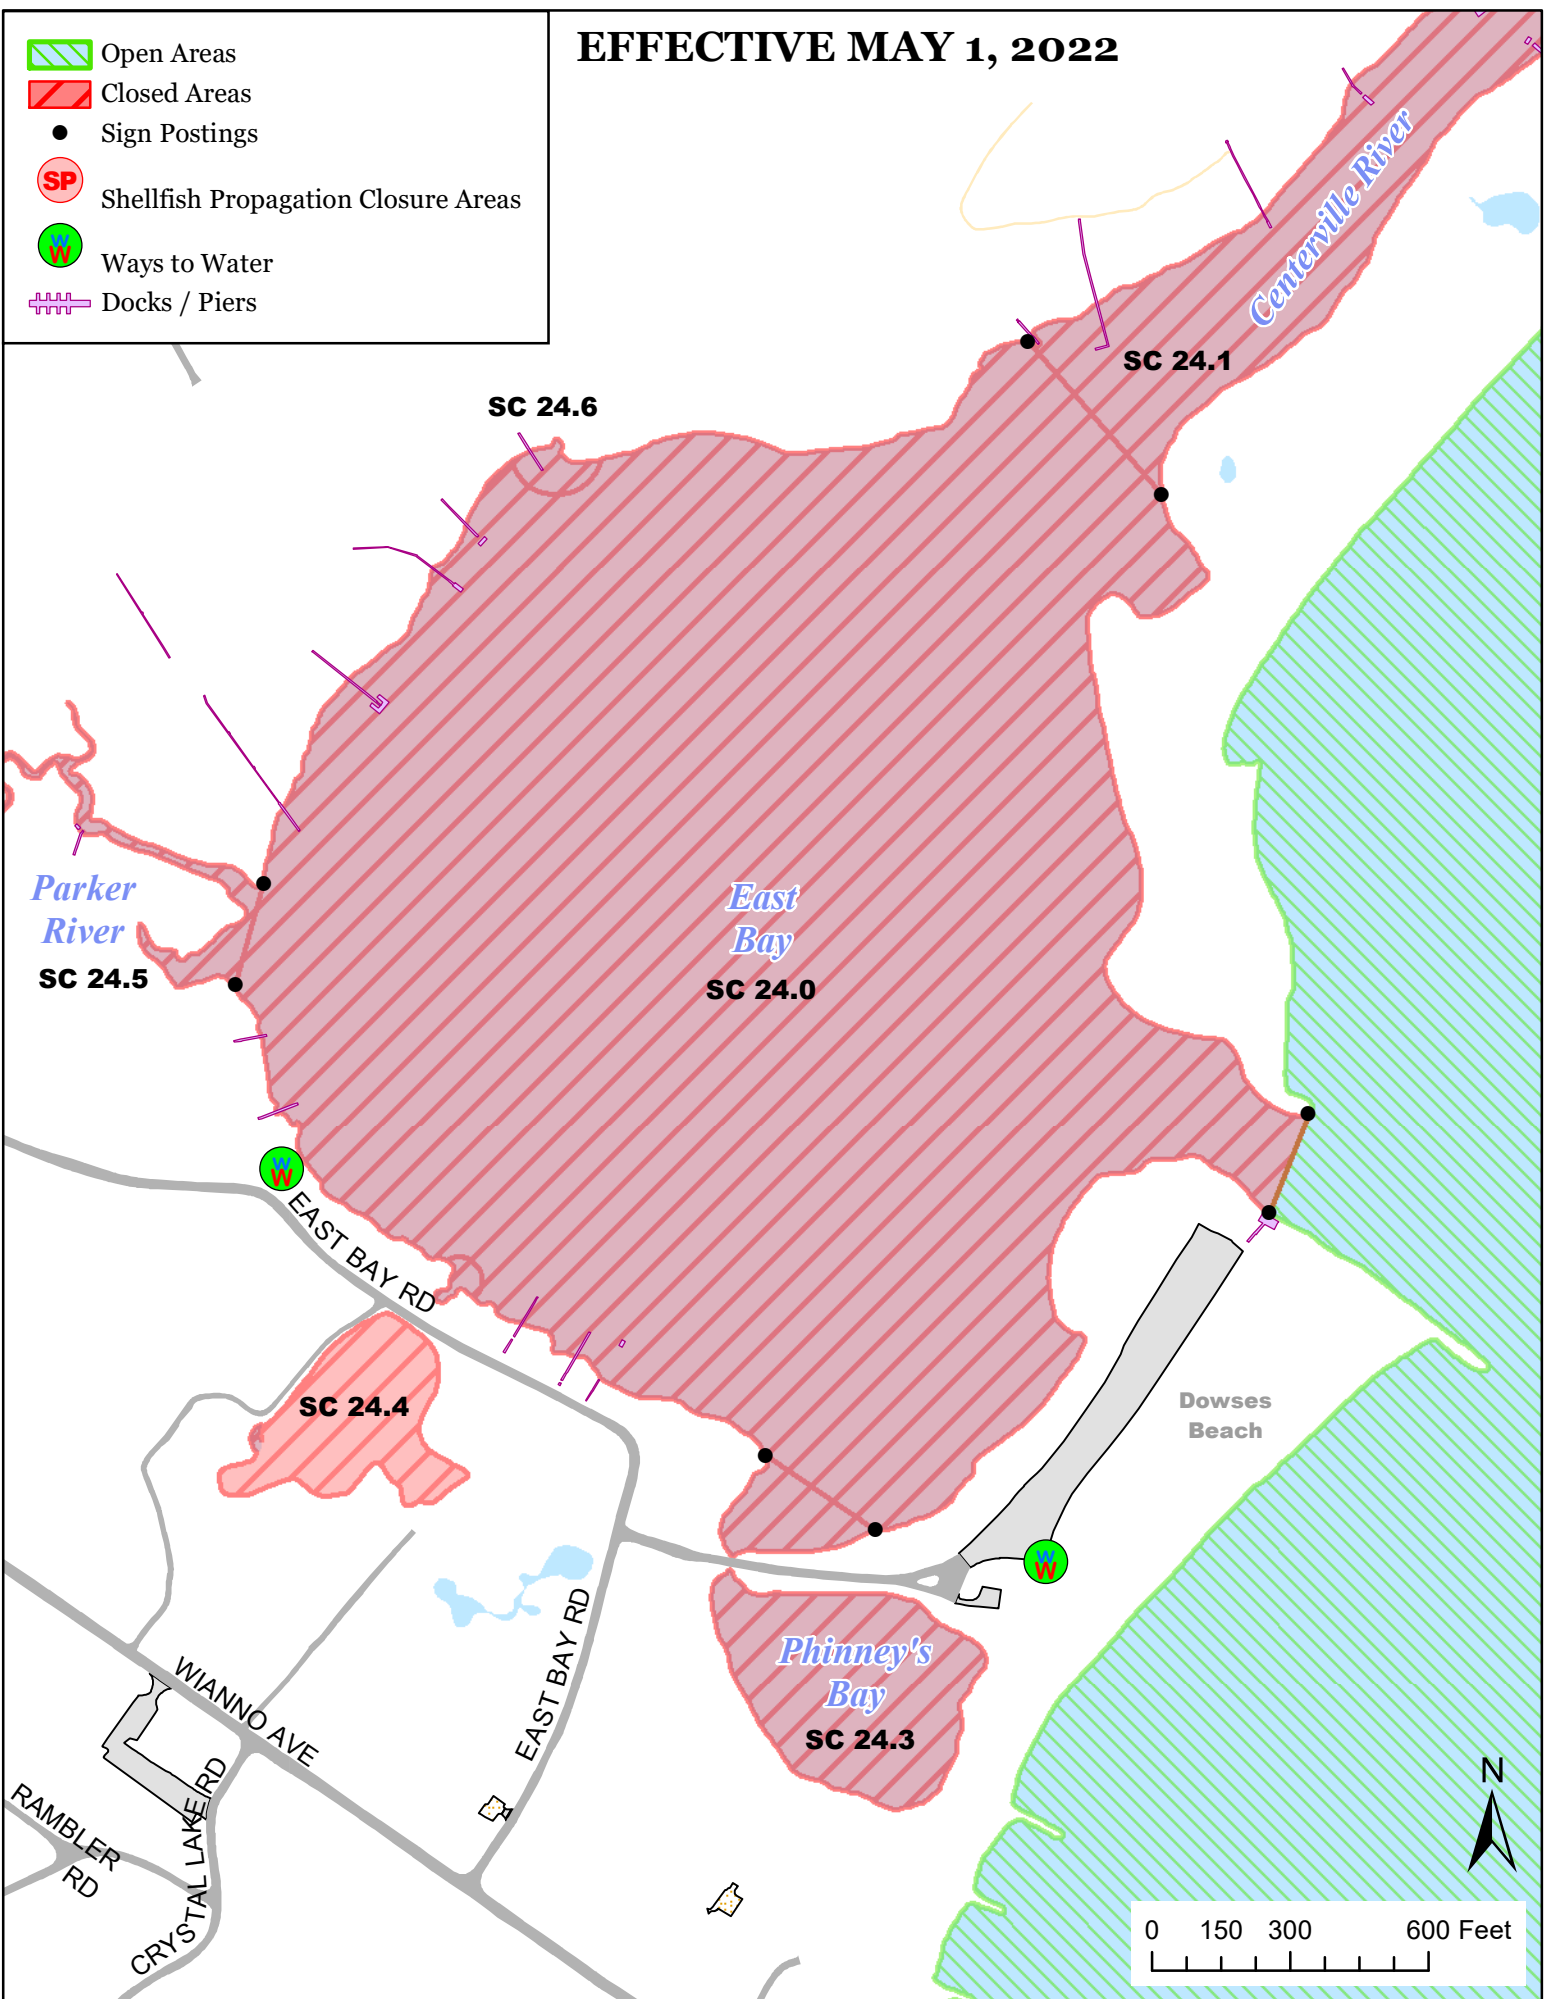 EFFECTIVE MAY 1, 2022
Open Areas
Closed Areas
Sign Postings
SP
Shellfish Propagation Closure Areas
W
W
Ways to Water
Docks / Piers
Centerville River
SC 24.1
SC 24.6
Parker
River
SC 24.5
East
Bay
SC 24.0
W
W
EAST BAY RD
SC 24.4
Dowses
Beach
W
W
EAST BAY RD
Phinney's
Bay
SC 24.3
WIANNO AVE
CRYSTAL LAKE RD
RAMBLER
RD
N
0 150 300 600 Feet